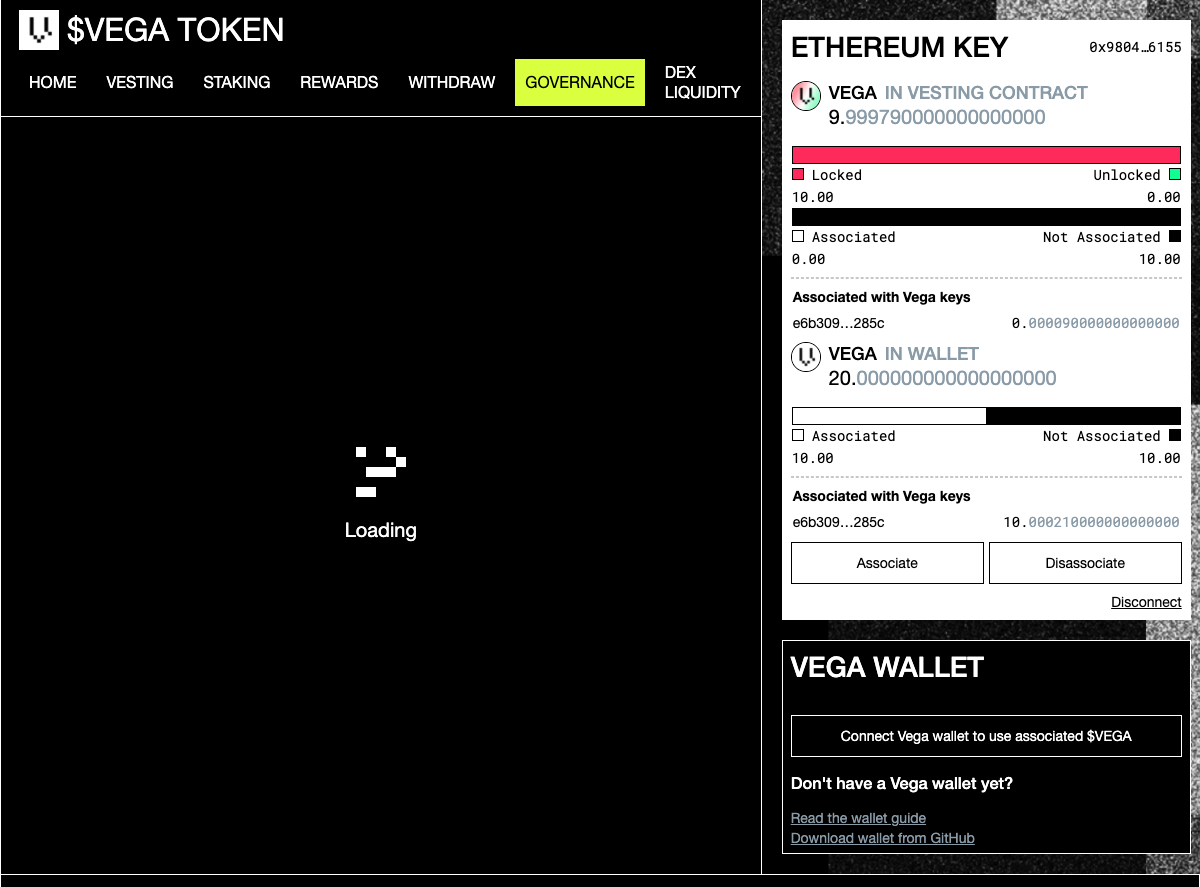 $VEGA TOKEN
HOME VESTING STAKING REWARDS WITHDRAW GOVERNANCE DEX LIQUIDITY
Loading
ETHEREUM KEY 0x9804…6155
VEGA IN VESTING CONTRACT
9.999790000000000000
Locked Unlocked
10.00 0.00
Associated Not Associated
0.00 10.00
Associated with Vega keys
e6b309…285c 0.000090000000000000
VEGA IN WALLET
20.000000000000000000
Associated Not Associated
10.00 10.00
Associated with Vega keys
e6b309…285c 10.000210000000000000
Associate Disassociate
Disconnect
VEGA WALLET
Connect Vega wallet to use associated $VEGA
Don't have a Vega wallet yet?
Read the wallet guide
Download wallet from GitHub